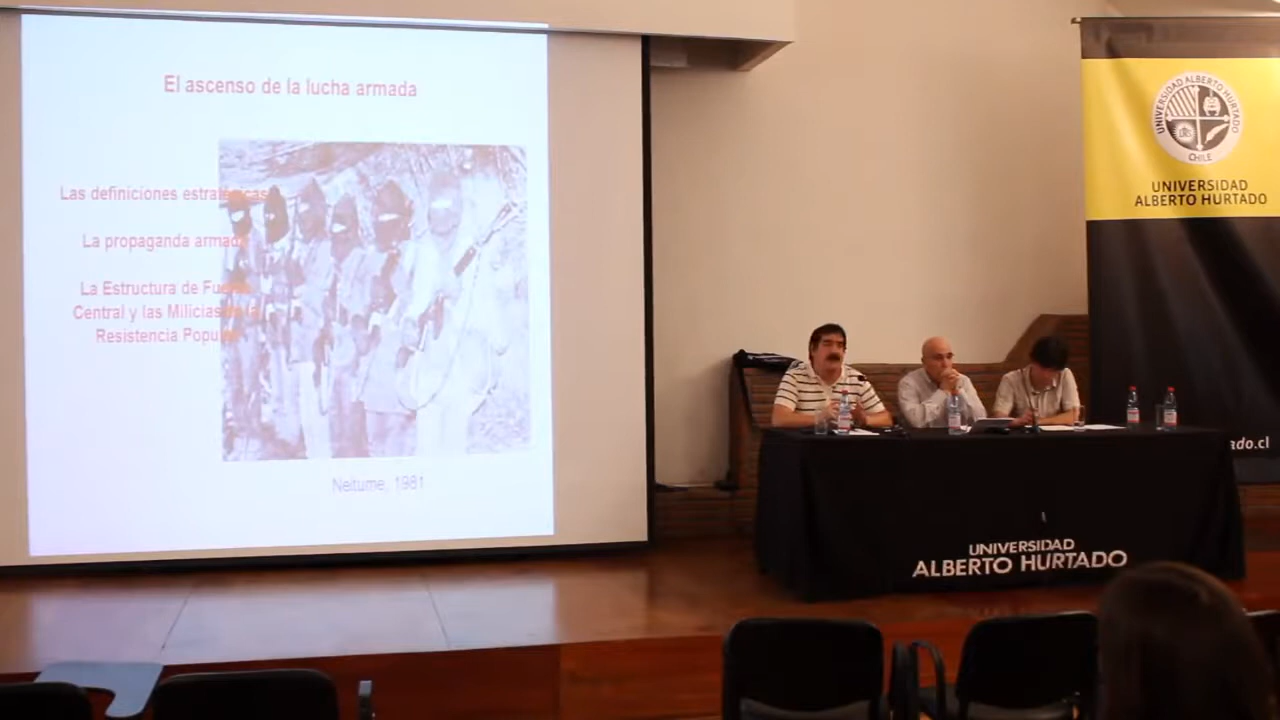 El ascenso de la lucha armada
Las definiciones estratégicas
La propaganda armada
La Estructura de Fuerza
Central y las Milicias de la
Resistencia Popular
Neltume, 1981
UNIVERSIDAD ALBERTO HURTADO
CHILE
UNIVERSIDAD
ALBERTO HURTADO
ado.cl
UNIVERSIDAD
ALBERTO HURTADO